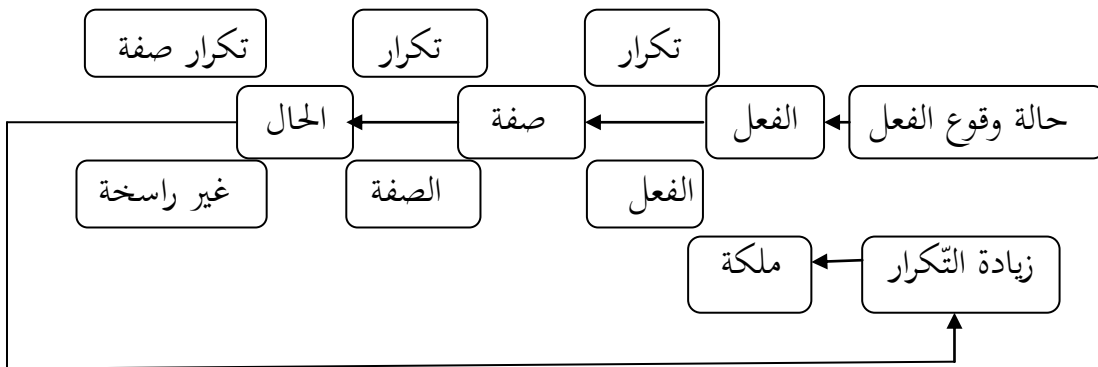 تكرار
تكرار
تكرار صفة
حالة وقوع الفعل
الفعل
صفة
الحال
الفعل
الصفة
غير راسخة
زيادة التّكرار
ملكة